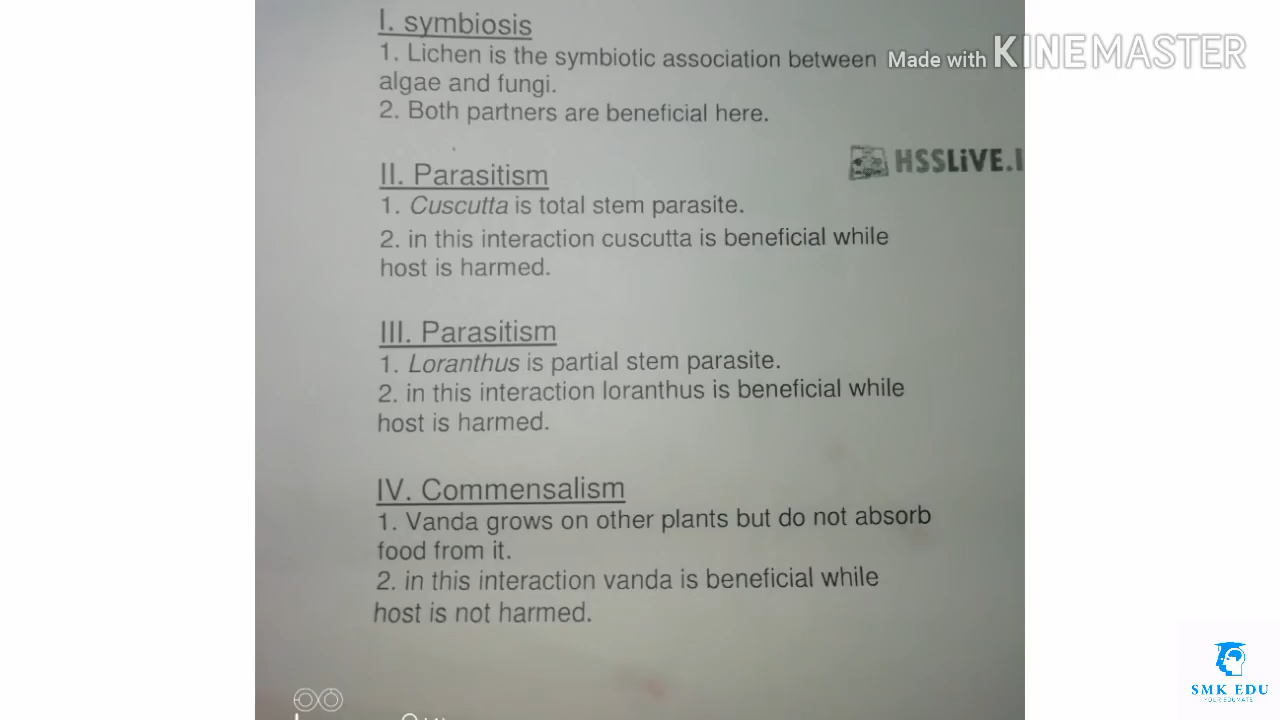 I. symbiosis
1. Lichen is the symbiotic association between
algae and fungi.
2. Both partners are beneficial here.
Made with KINEMASTER
HSSLiVE.I
II. Parasitism
1. Cuscutta is total stem parasite.
2. in this interaction cuscutta is beneficial while
host is harmed.
III. Parasitism
1. Loranthus is partial stem parasite.
2. in this interaction loranthus is beneficial while
host is harmed.
IV. Commensalism
1. Vanda grows on other plants but do not absorb
food from it.
2. in this interaction vanda is beneficial while
host is not harmed.
SMK EDU
YOUR EDUMATE